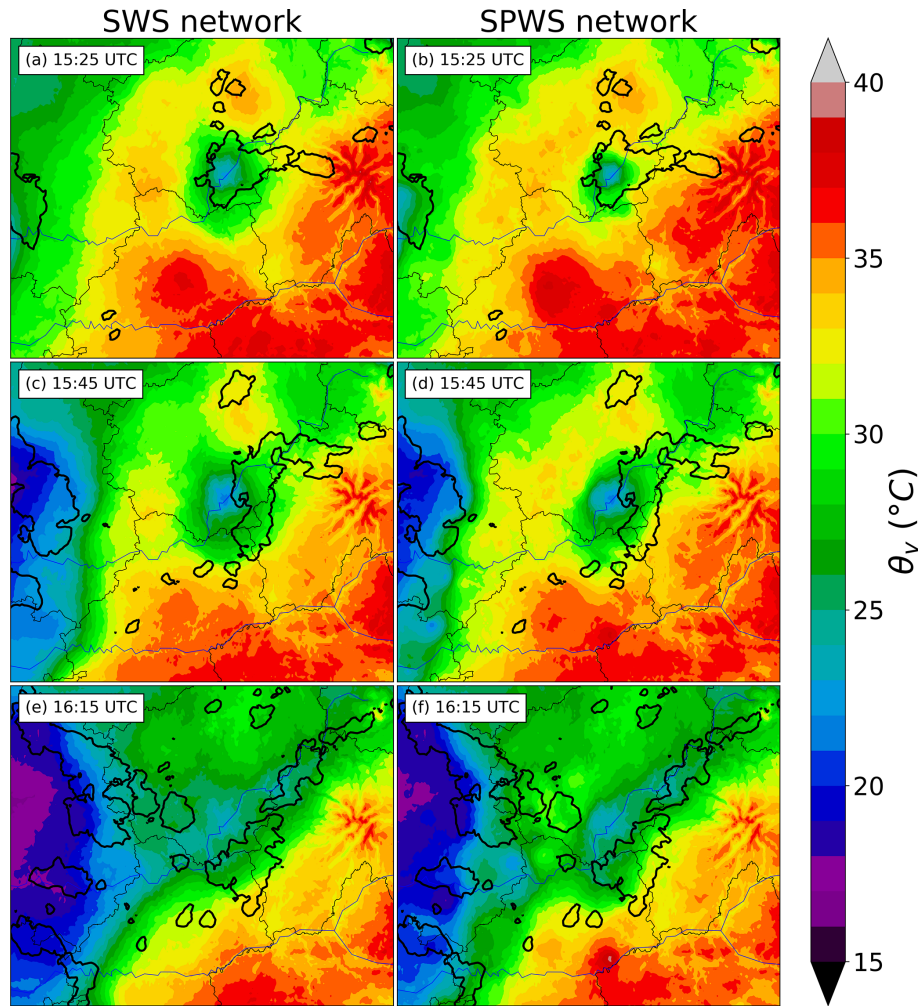 SWS network
SPWS network
(a) 15:25 UTC
(b) 15:25 UTC
(c) 15:45 UTC
(d) 15:45 UTC
(e) 16:15 UTC
(f) 16:15 UTC
40
35
30
25
20
15
θv (°C)